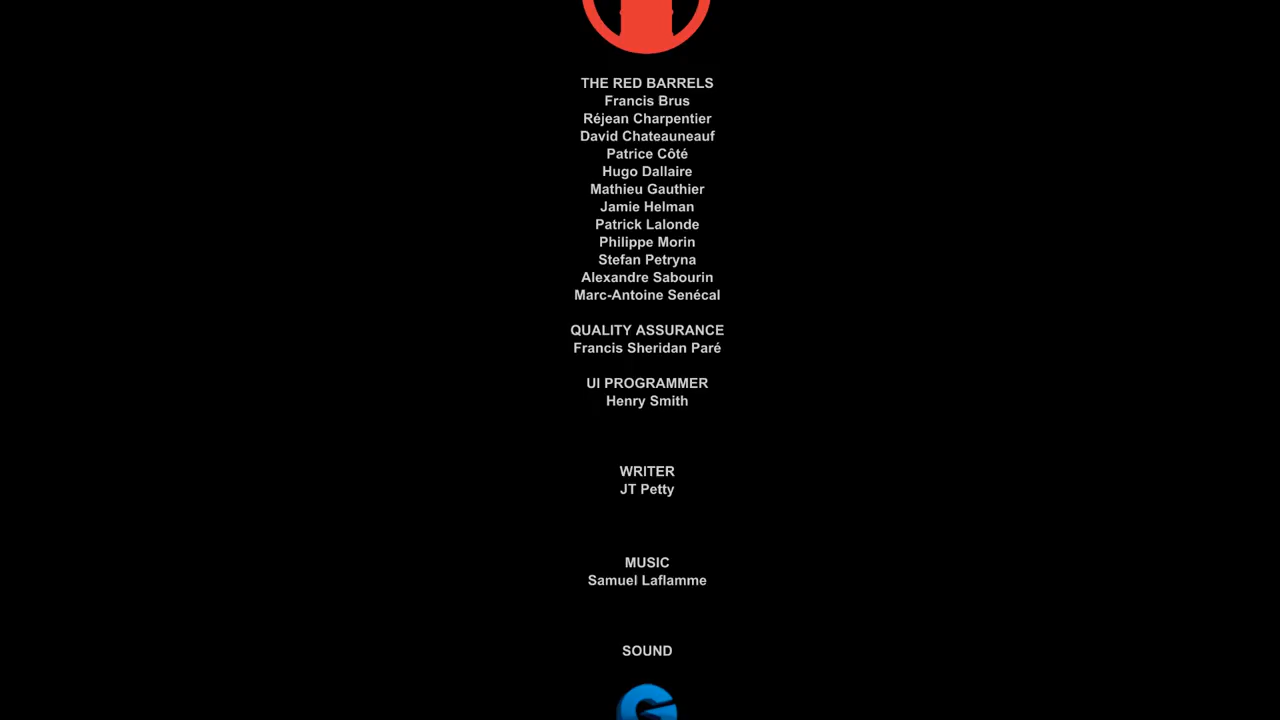 THE RED BARRELS
Francis Brus
Réjean Charpentier
David Chateauneuf
Patrice Côté
Hugo Dallaire
Mathieu Gauthier
Jamie Helman
Patrick Lalonde
Philippe Morin
Stefan Petryna
Alexandre Sabourin
Marc-Antoine Senécal
QUALITY ASSURANCE
Francis Sheridan Paré
UI PROGRAMMER
Henry Smith
WRITER
JT Petty
MUSIC
Samuel Laflamme
SOUND